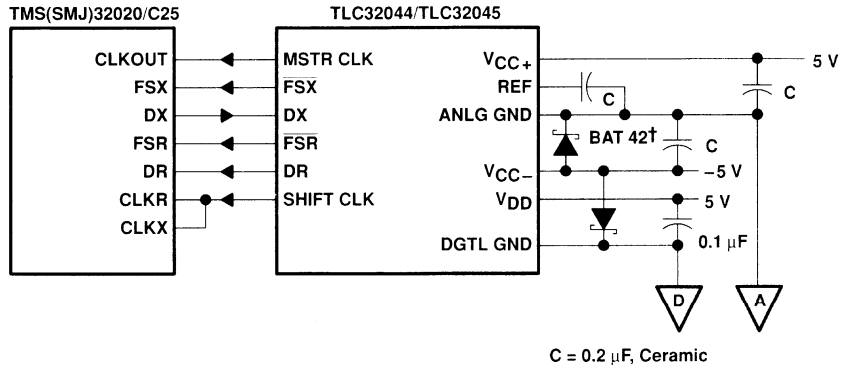 TMS(SMJ)32020/C25
TLC32044/TLC32045
CLKOUT
FSX
DX
FSR
DR
CLKR
CLKX
MSTR CLK
FSX
DX
FSR
DR
SHIFT CLK
VCC+
REF
ANLG GND
VCC−
VDD
DGTL GND
5 V
C
C
BAT 42†
C
−5 V
5 V
0.1 µF
D
A
C = 0.2 µF, Ceramic